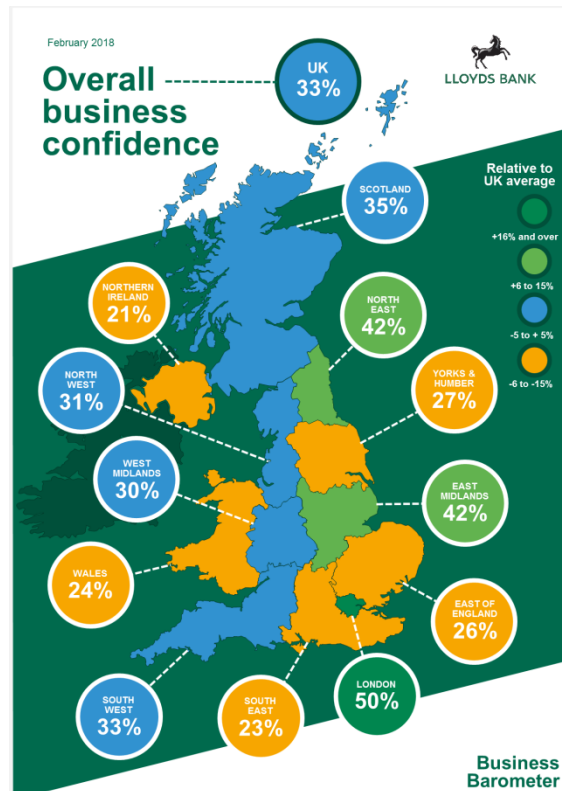 February 2018
Overall
business
confidence
UK
33%
LLOYDS BANK
Relative to
UK average
+16% and over
+6 to 15%
-5 to + 5%
-6 to -15%
SCOTLAND
35%
NORTHERN
IRELAND
21%
NORTH
EAST
42%
NORTH
WEST
31%
YORKS &
HUMBER
27%
WEST
MIDLANDS
30%
EAST
MIDLANDS
42%
WALES
24%
EAST OF
ENGLAND
26%
SOUTH
WEST
33%
SOUTH
EAST
23%
LONDON
50%
Business
Barometer